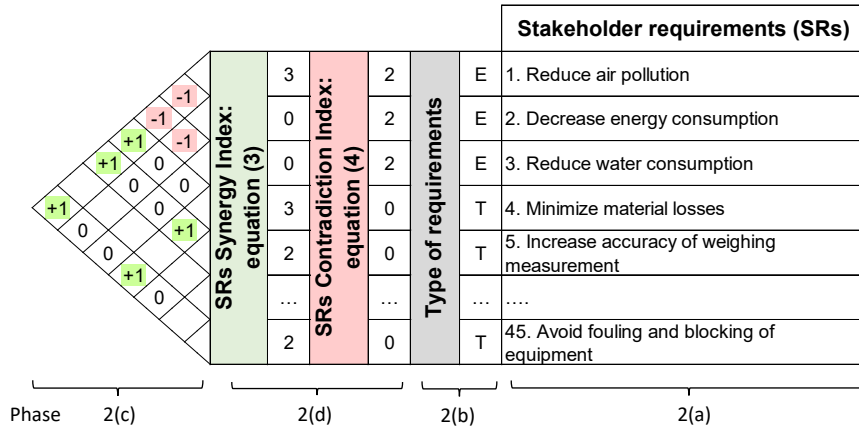 Stakeholder requirements (SRs)
SRs Synergy Index:
equation (3)
SRs Contradiction Index:
equation (4)
Type of requirements
3 2 E 1. Reduce air pollution
0 2 E 2. Decrease energy consumption
0 2 E 3. Reduce water consumption
3 0 T 4. Minimize material losses
2 0 T 5. Increase accuracy of weighing
measurement
... ... ... ....
2 0 T 45. Avoid fouling and blocking of
equipment
-1
-1
+1 -1
+1 0
0 0
+1 0
0 +1
0
+1
0
Phase 2(c) 2(d) 2(b) 2(a)